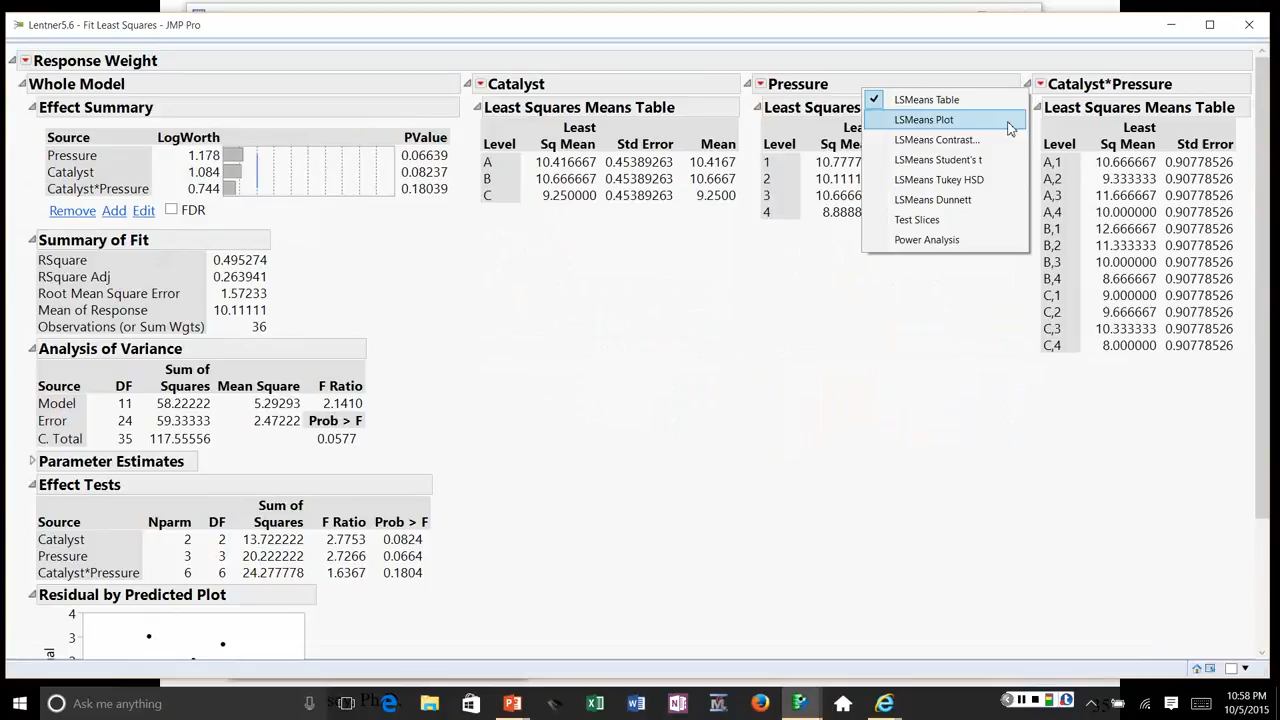 Lentner5.6 - Fit Least Squares - JMP Pro
Response Weight
Whole Model
Effect Summary
Source LogWorth PValue
Pressure 1.178 0.06639
Catalyst 1.084 0.08237
Catalyst*Pressure 0.744 0.18039
Remove Add Edit FDR
Summary of Fit
RSquare 0.495274
RSquare Adj 0.263941
Root Mean Square Error 1.57233
Mean of Response 10.11111
Observations (or Sum Wgts) 36
Analysis of Variance
Sum of
Source DF Squares Mean Square F Ratio
Model 11 58.22222 5.29293 2.1410
Error 24 59.33333 2.47222 Prob > F
C. Total 35 117.55556 0.0577
Parameter Estimates
Effect Tests
Sum of
Source Nparm DF Squares F Ratio Prob > F
Catalyst 2 2 13.722222 2.7753 0.0824
Pressure 3 3 20.222222 2.7266 0.0664
Catalyst*Pressure 6 6 24.277778 1.6367 0.1804
Residual by Predicted Plot
4
3
Catalyst
Least Squares Means Table
Least
Level Sq Mean Std Error Mean
A 10.416667 0.45389263 10.4167
B 10.666667 0.45389263 10.6667
C 9.250000 0.45389263 9.2500
Pressure
Least Squares
Least
Level Sq Mean
1 10.7777
2 10.1111
3 10.6666
4 8.8888
LSMeans Table
LSMeans Plot
LSMeans Contrast...
LSMeans Student's t
LSMeans Tukey HSD
LSMeans Dunnett
Test Slices
Power Analysis
Catalyst*Pressure
Least Squares Means Table
Least
Level Sq Mean Std Error
A,1 10.666667 0.90778526
A,2 9.333333 0.90778526
A,3 11.666667 0.90778526
A,4 10.000000 0.90778526
B,1 12.666667 0.90778526
B,2 11.333333 0.90778526
B,3 10.000000 0.90778526
B,4 8.666667 0.90778526
C,1 9.000000 0.90778526
C,2 9.666667 0.90778526
C,3 10.333333 0.90778526
C,4 8.000000 0.90778526
Ask me anything
10:58 PM
10/5/2015